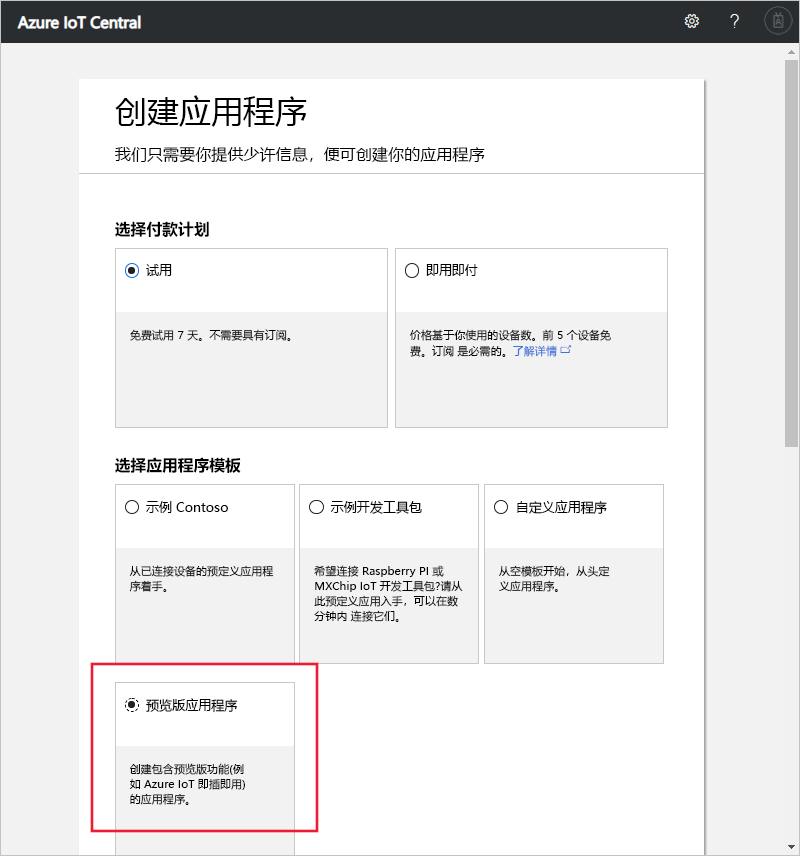 Azure IoT Central
?
创建应用程序
我们只需要你提供少许信息，便可创建你的应用程序
选择付款计划
试用
免费试用 7 天。不需要具有订阅。
即用即付
价格基于你使用的设备数。前 5 个设备免
费。订阅 是必需的。了解详情
选择应用程序模板
示例 Contoso
从已连接设备的预定义应用程
序着手。
示例开发工具包
希望连接 Raspberry PI 或
MXChip IoT 开发工具包?请从
此预定义应用入手，可以在数
分钟内 连接它们。
自定义应用程序
从空模板开始，从头定
义应用程序。
预览版应用程序
创建包含预览版功能(例
如 Azure IoT 即插即用)
的应用程序。